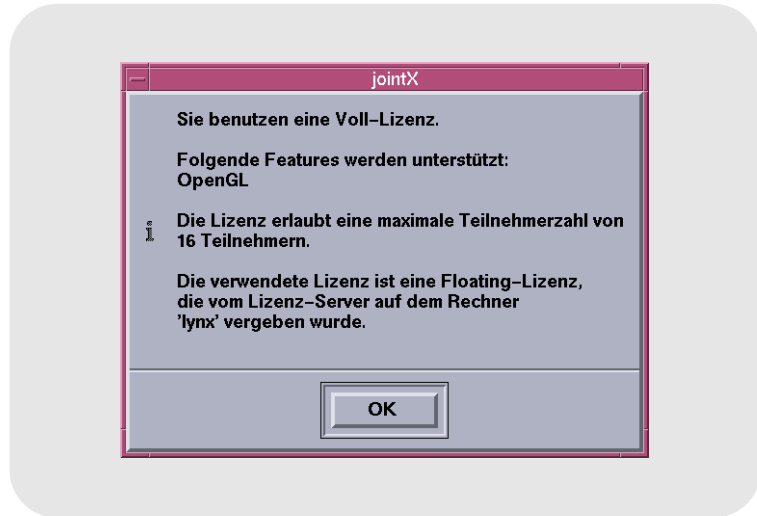 jointX
Sie benutzen eine Voll-Lizenz.
Folgende Features werden unterstützt:
OpenGL
Die Lizenz erlaubt eine maximale Teilnehmerzahl von
16 Teilnehmern.
Die verwendete Lizenz ist eine Floating-Lizenz,
die vom Lizenz-Server auf dem Rechner
'lynx' vergeben wurde.
OK